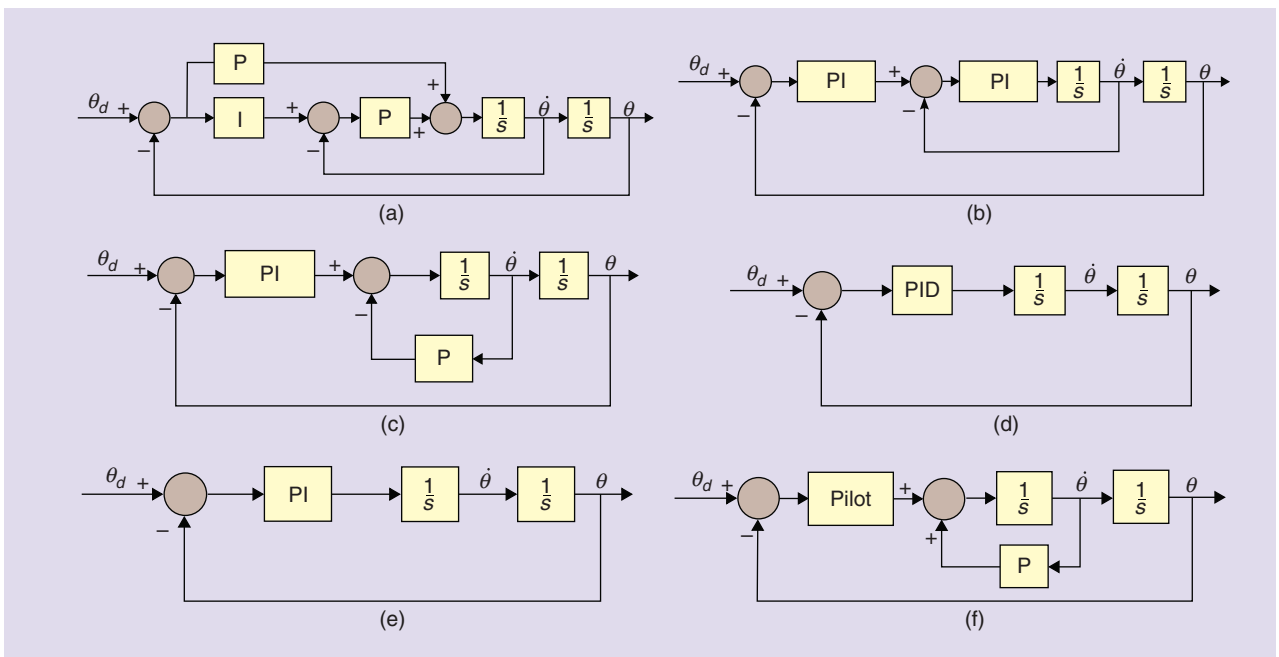 P
θd + I + P + 1/s θ̇ 1/s θ
− − +
+
(a)
θd + PI + PI 1/s θ̇ 1/s θ
− −
(b)
θd + PI + 1/s θ̇ 1/s θ
− −
P
(c)
θd + PID 1/s θ̇ 1/s θ
−
(d)
θd + PI 1/s θ̇ 1/s θ
−
(e)
θd + Pilot + 1/s θ̇ 1/s θ
− +
P
(f)